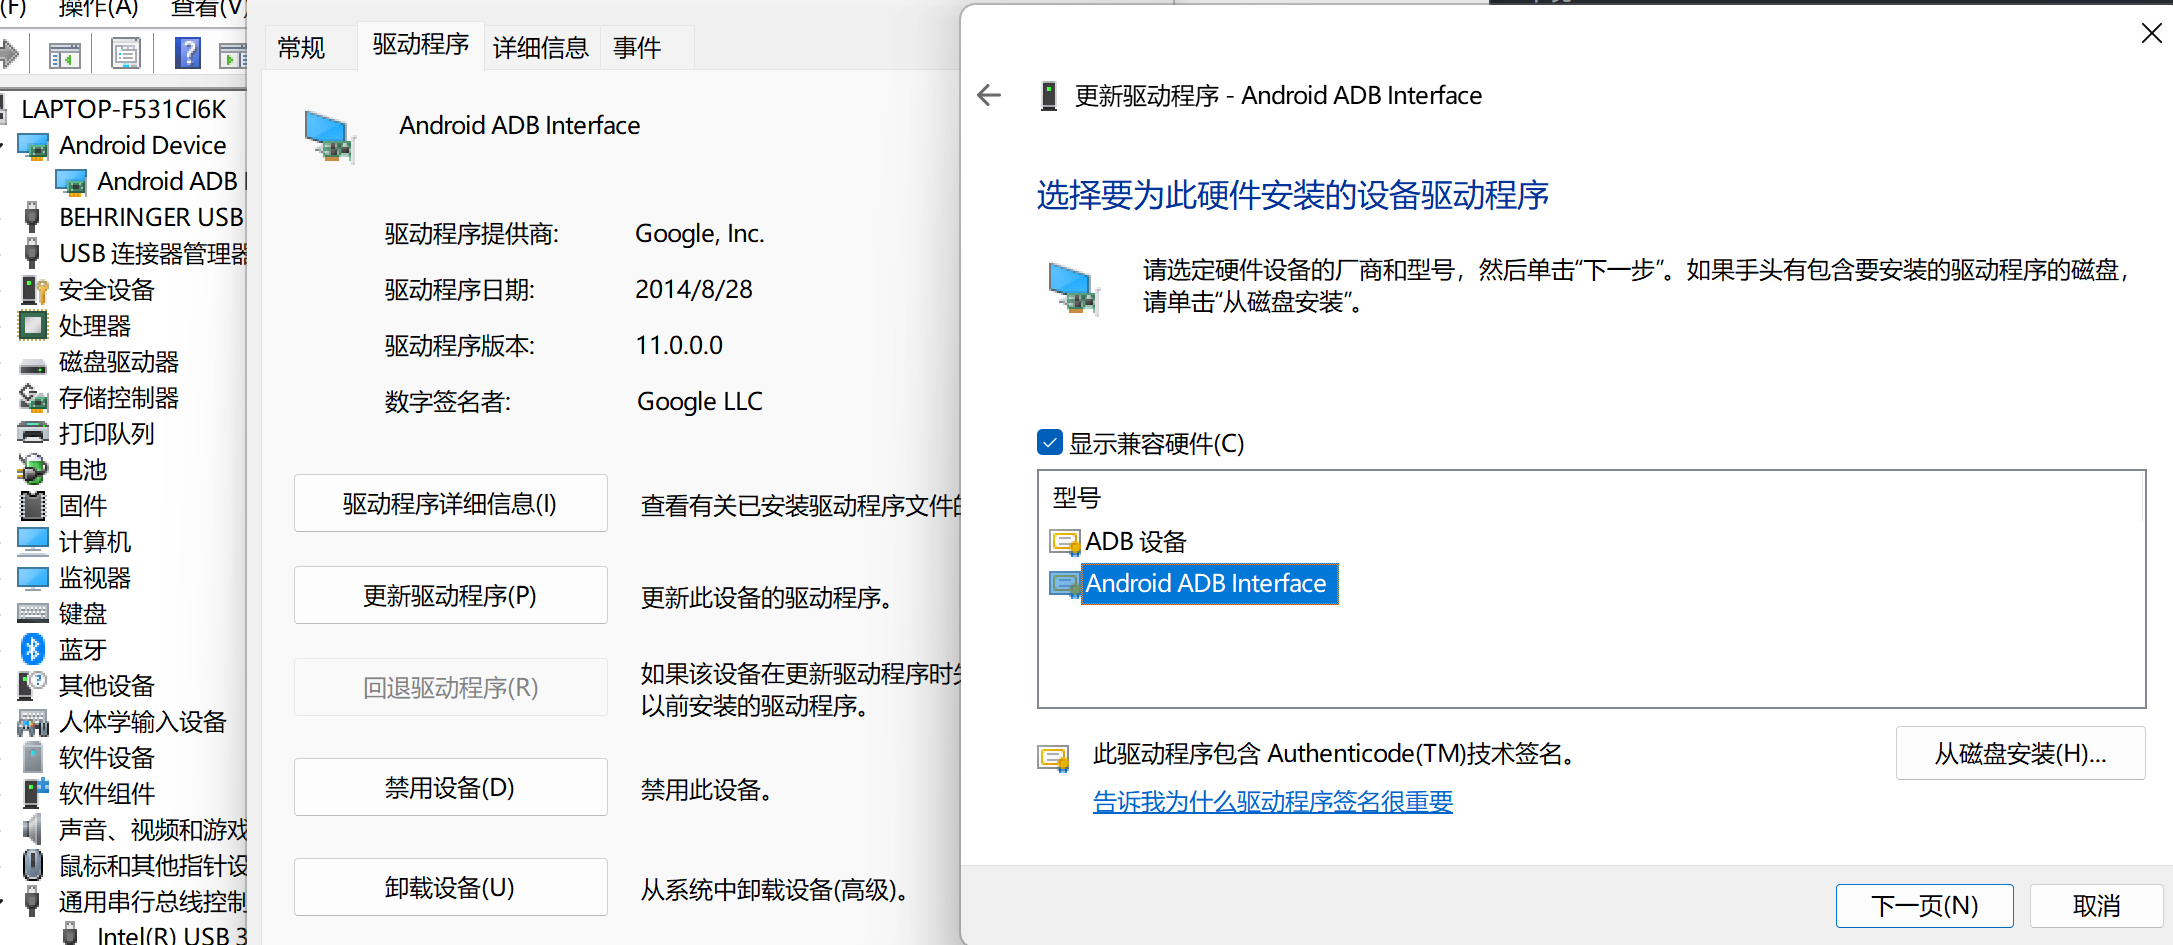 (F)
操作(A)
查看(V)
LAPTOP-F531CI6K
Android Device
Android ADB
BEHRINGER USB
USB 连接器管理器
安全设备
处理器
磁盘驱动器
存储控制器
打印队列
电池
固件
计算机
监视器
键盘
蓝牙
其他设备
人体学输入设备
软件设备
软件组件
声音、视频和游戏
鼠标和其他指针设
通用串行总线控制
Intel(R) USB 3
常规
驱动程序
详细信息
事件
Android ADB Interface
驱动程序提供商: Google, Inc.
驱动程序日期: 2014/8/28
驱动程序版本: 11.0.0.0
数字签名者: Google LLC
驱动程序详细信息(I)
查看有关已安装驱动程序文件的
更新驱动程序(P)
更新此设备的驱动程序。
回退驱动程序(R)
如果该设备在更新驱动程序时失
以前安装的驱动程序。
禁用设备(D)
禁用此设备。
卸载设备(U)
从系统中卸载设备(高级)。
更新驱动程序 - Android ADB Interface
选择要为此硬件安装的设备驱动程序
请选定硬件设备的厂商和型号，然后单击“下一步”。如果手头有包含要安装的驱动程序的磁盘，
请单击“从磁盘安装”。
显示兼容硬件(C)
型号
ADB 设备
Android ADB Interface
此驱动程序包含 Authenticode(TM)技术签名。
告诉我为什么驱动程序签名很重要
从磁盘安装(H)...
下一页(N)
取消